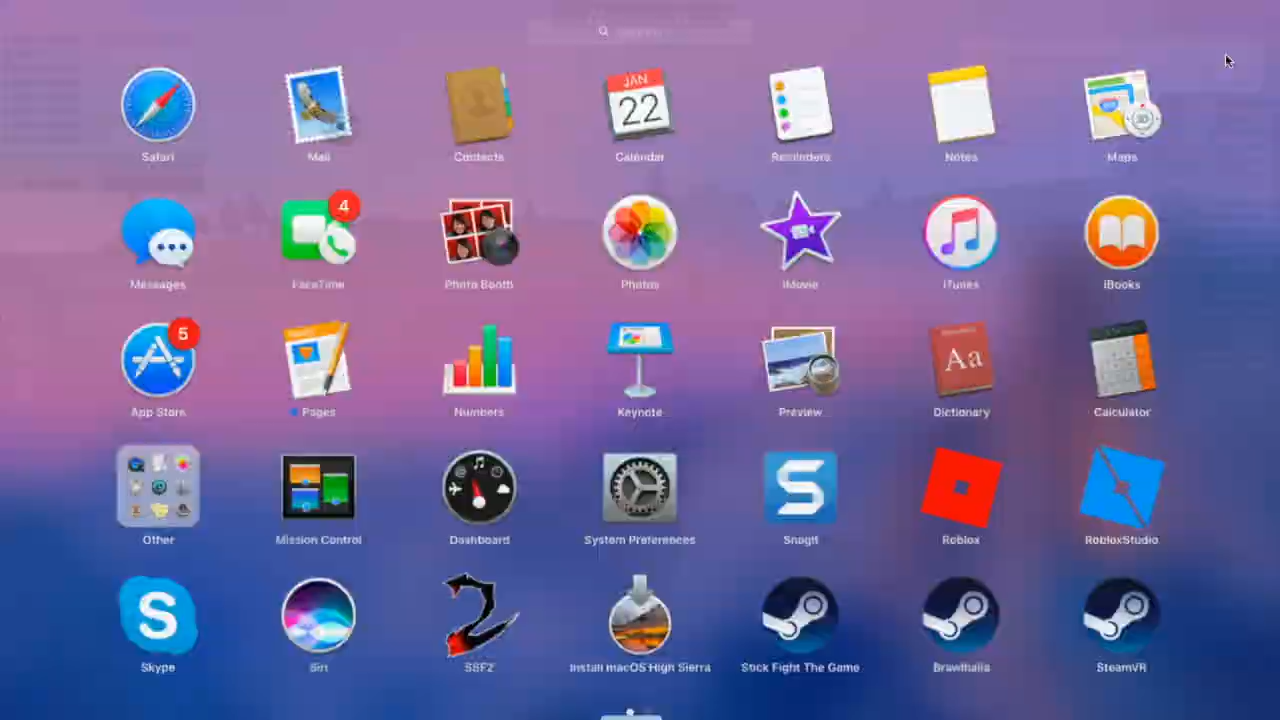 Safari Mail Contacts Calendar Reminders Notes Maps
JAN
22
3D
4
Messages FaceTime Photo Booth Photos iMovie iTunes iBooks
5
Aa
App Store Pages Numbers Keynote Preview Dictionary Calculator
S
Other Mission Control Dashboard System Preferences Snagit Roblox RobloxStudio
S
2
Skype Siri SSF2 Install macOS High Sierra Stick Fight The Game Brawlhalla SteamVR